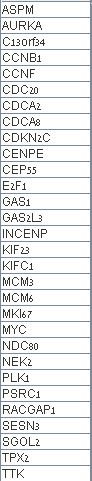 ASPM
AURKA
C13orf34
CCNB1
CCNF
CDC20
CDCA2
CDCA8
CDKN2C
CENPE
CEP55
E2F1
GAS1
GAS2L3
INCENP
KIF23
KIFC1
MCM3
MCM6
MKI67
MYC
NDC80
NEK2
PLK1
PSRC1
RACGAP1
SESN3
SGOL2
TPX2
TTK